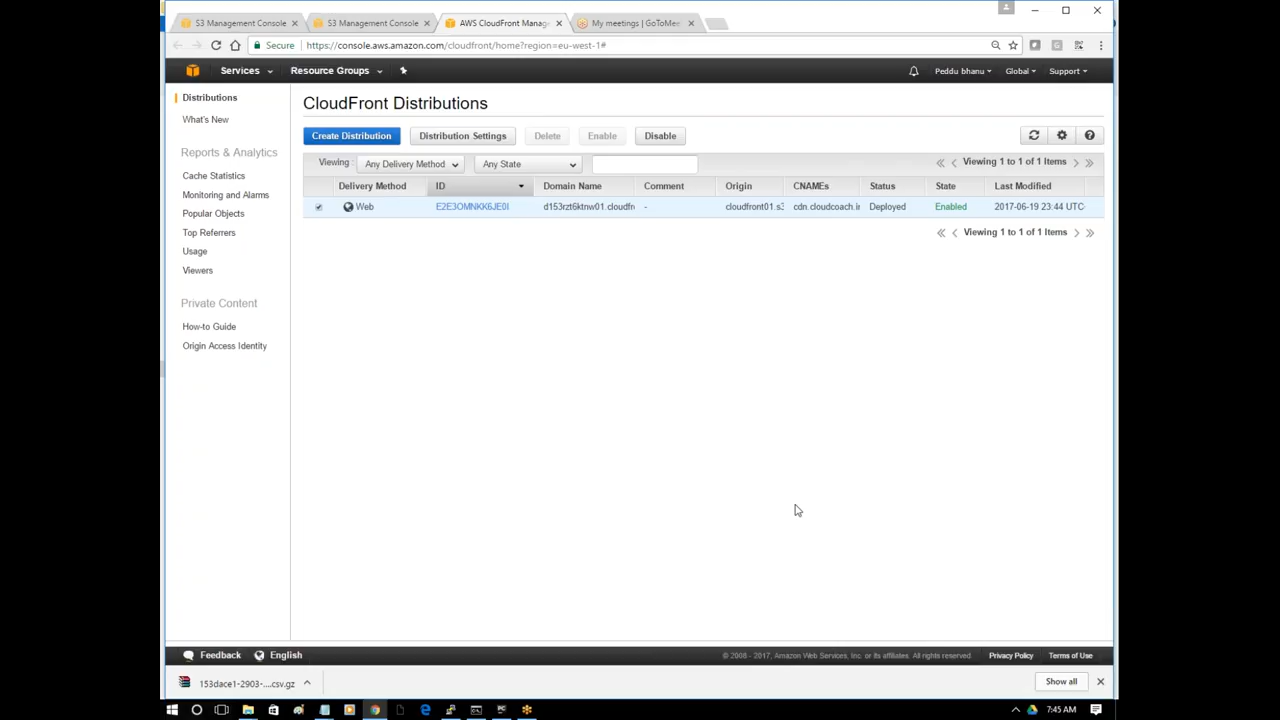 S3 Management Console
S3 Management Console
AWS CloudFront Manage
My meetings | GoToMee
Secure
https://console.aws.amazon.com/cloudfront/home?region=eu-west-1#
Services
Resource Groups
Peddu bhanu
Global
Support
Distributions
What's New
Reports & Analytics
Cache Statistics
Monitoring and Alarms
Popular Objects
Top Referrers
Usage
Viewers
Private Content
How-to Guide
Origin Access Identity
CloudFront Distributions
Create Distribution
Distribution Settings
Delete
Enable
Disable
Viewing :
Any Delivery Method
Any State
Viewing 1 to 1 of 1 Items
Delivery Method ID Domain Name Comment Origin CNAMEs Status State Last Modified
Web E2E3OMNKK6JE0I d153rzt6ktnw01.cloudfr - cloudfront01.s3 cdn.cloudcoach.ir Deployed Enabled 2017-06-19 23:44 UTC-
Viewing 1 to 1 of 1 Items
Feedback
English
© 2008 - 2017, Amazon Web Services, Inc. or its affiliates. All rights reserved.
Privacy Policy
Terms of Use
153dace1-2903-....csv.gz
Show all
7:45 AM